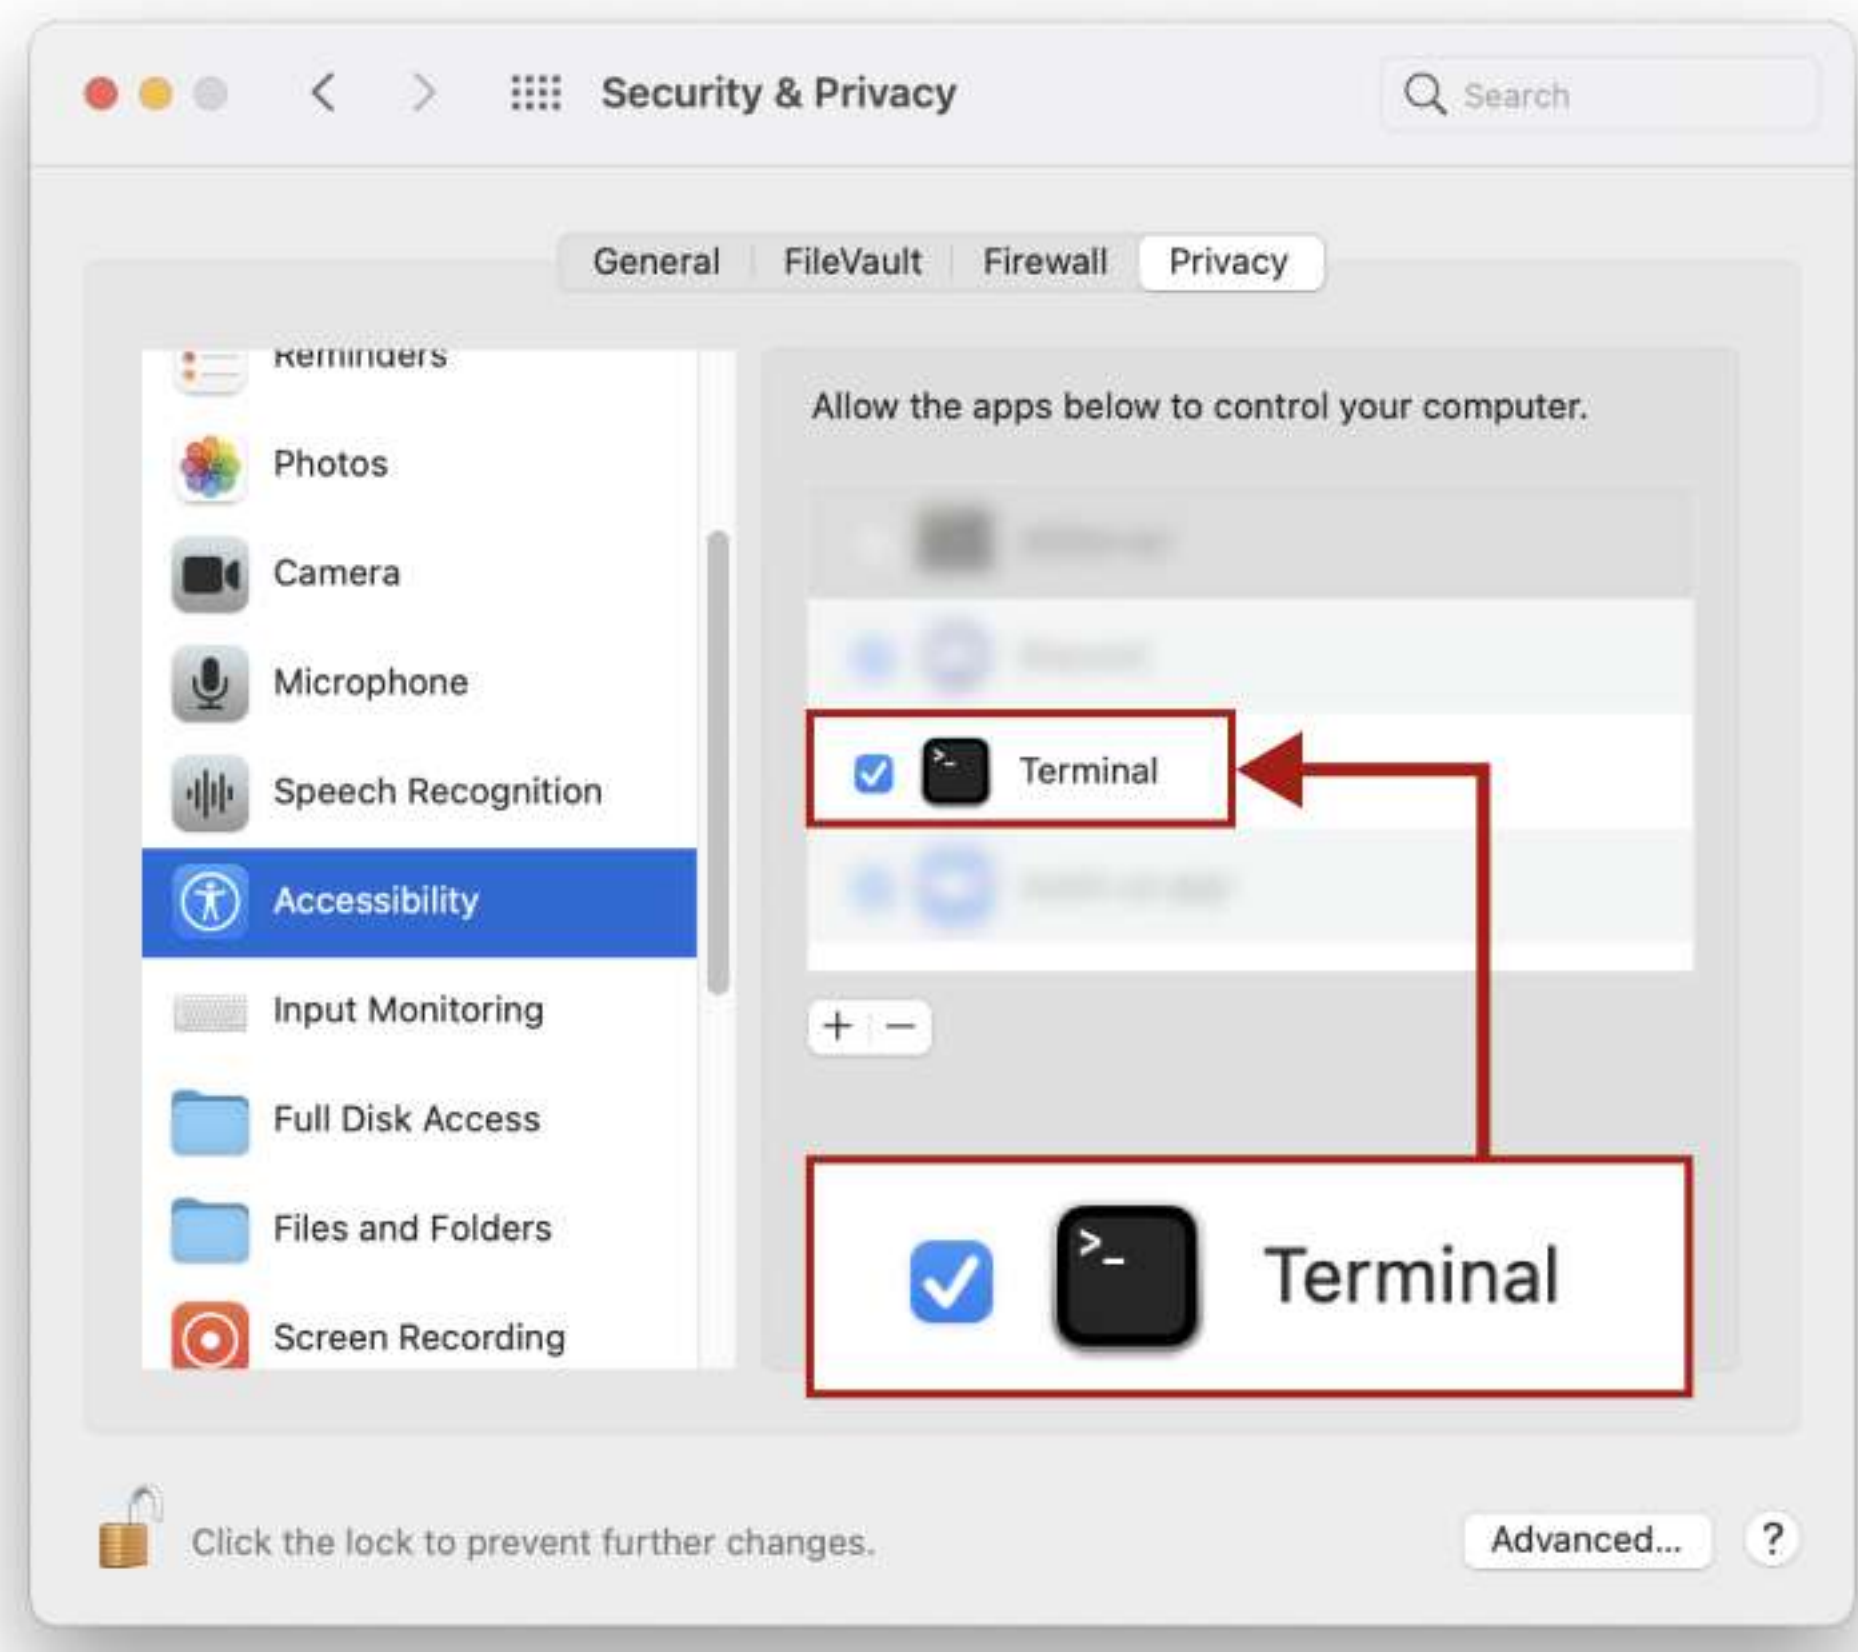 Security & Privacy
Search
General
FileVault
Firewall
Privacy
Reminders
Photos
Camera
Microphone
Speech Recognition
Accessibility
Input Monitoring
Full Disk Access
Files and Folders
Screen Recording
Allow the apps below to control your computer.
>_ Terminal
+ −
>_ Terminal
Click the lock to prevent further changes.
Advanced...
?